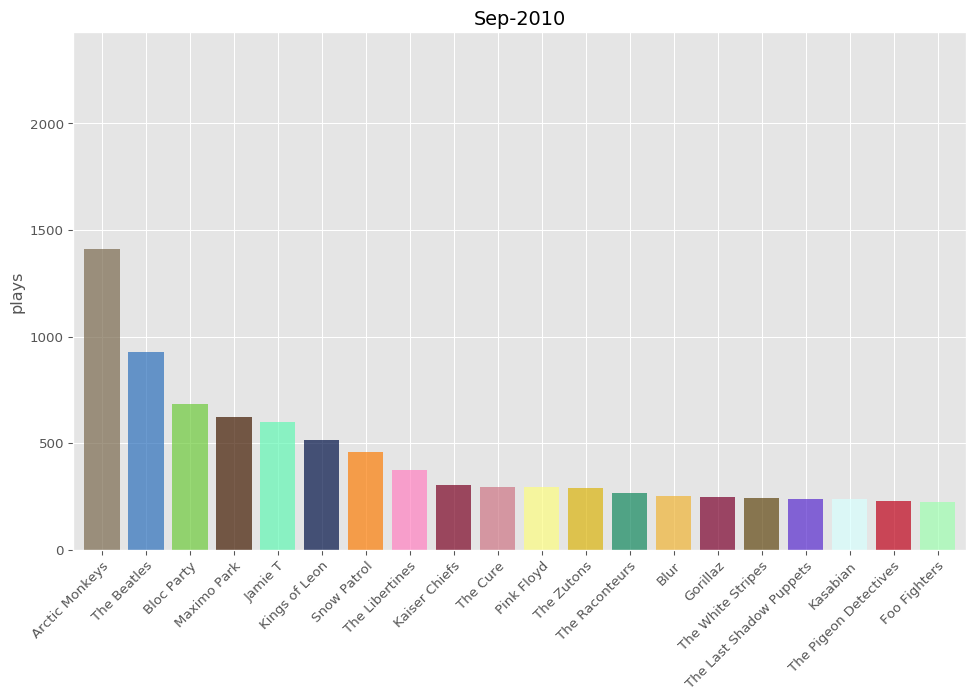 Sep-2010
plays
2000
1500
1000
500
0
Arctic Monkeys
The Beatles
Bloc Party
Maximo Park
Jamie T
Kings of Leon
Snow Patrol
The Libertines
Kaiser Chiefs
The Cure
Pink Floyd
The Zutons
The Raconteurs
Blur
Gorillaz
The White Stripes
The Last Shadow Puppets
Kasabian
The Pigeon Detectives
Foo Fighters